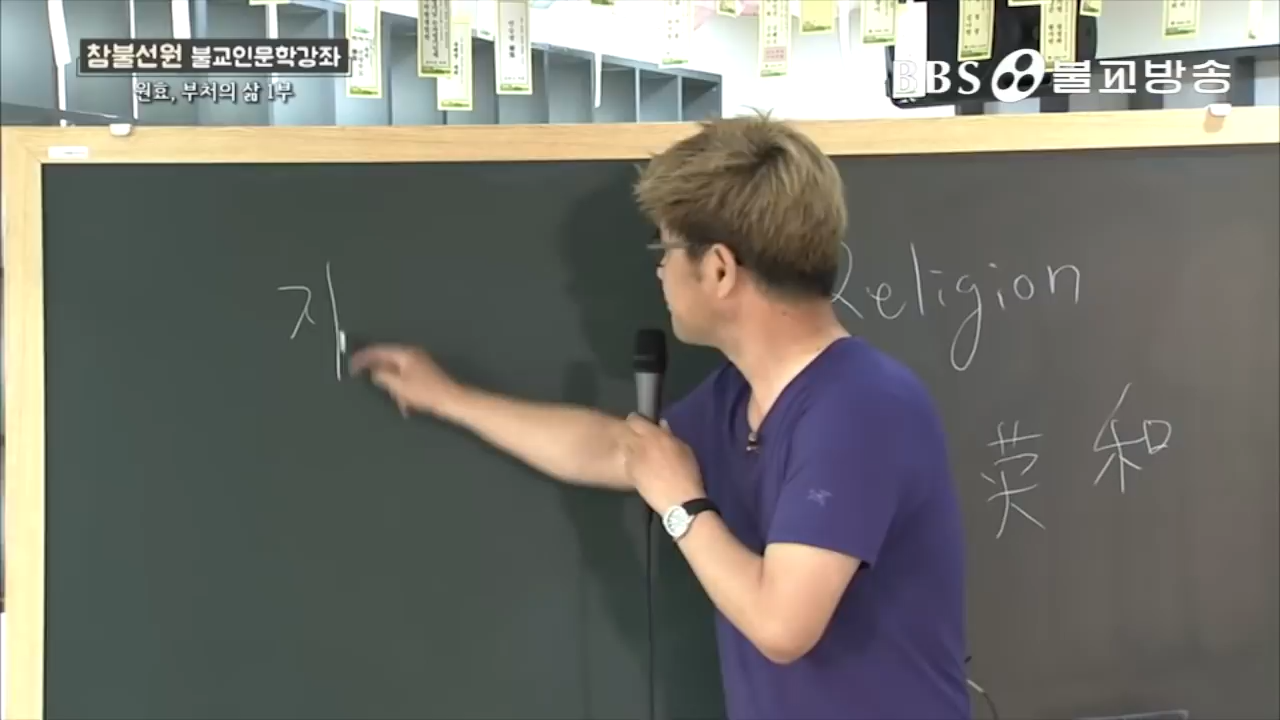 참불선원 불교인문학강좌
원효, 부처의 삶 1부
BBS 불교방송
지
Religion
英 和